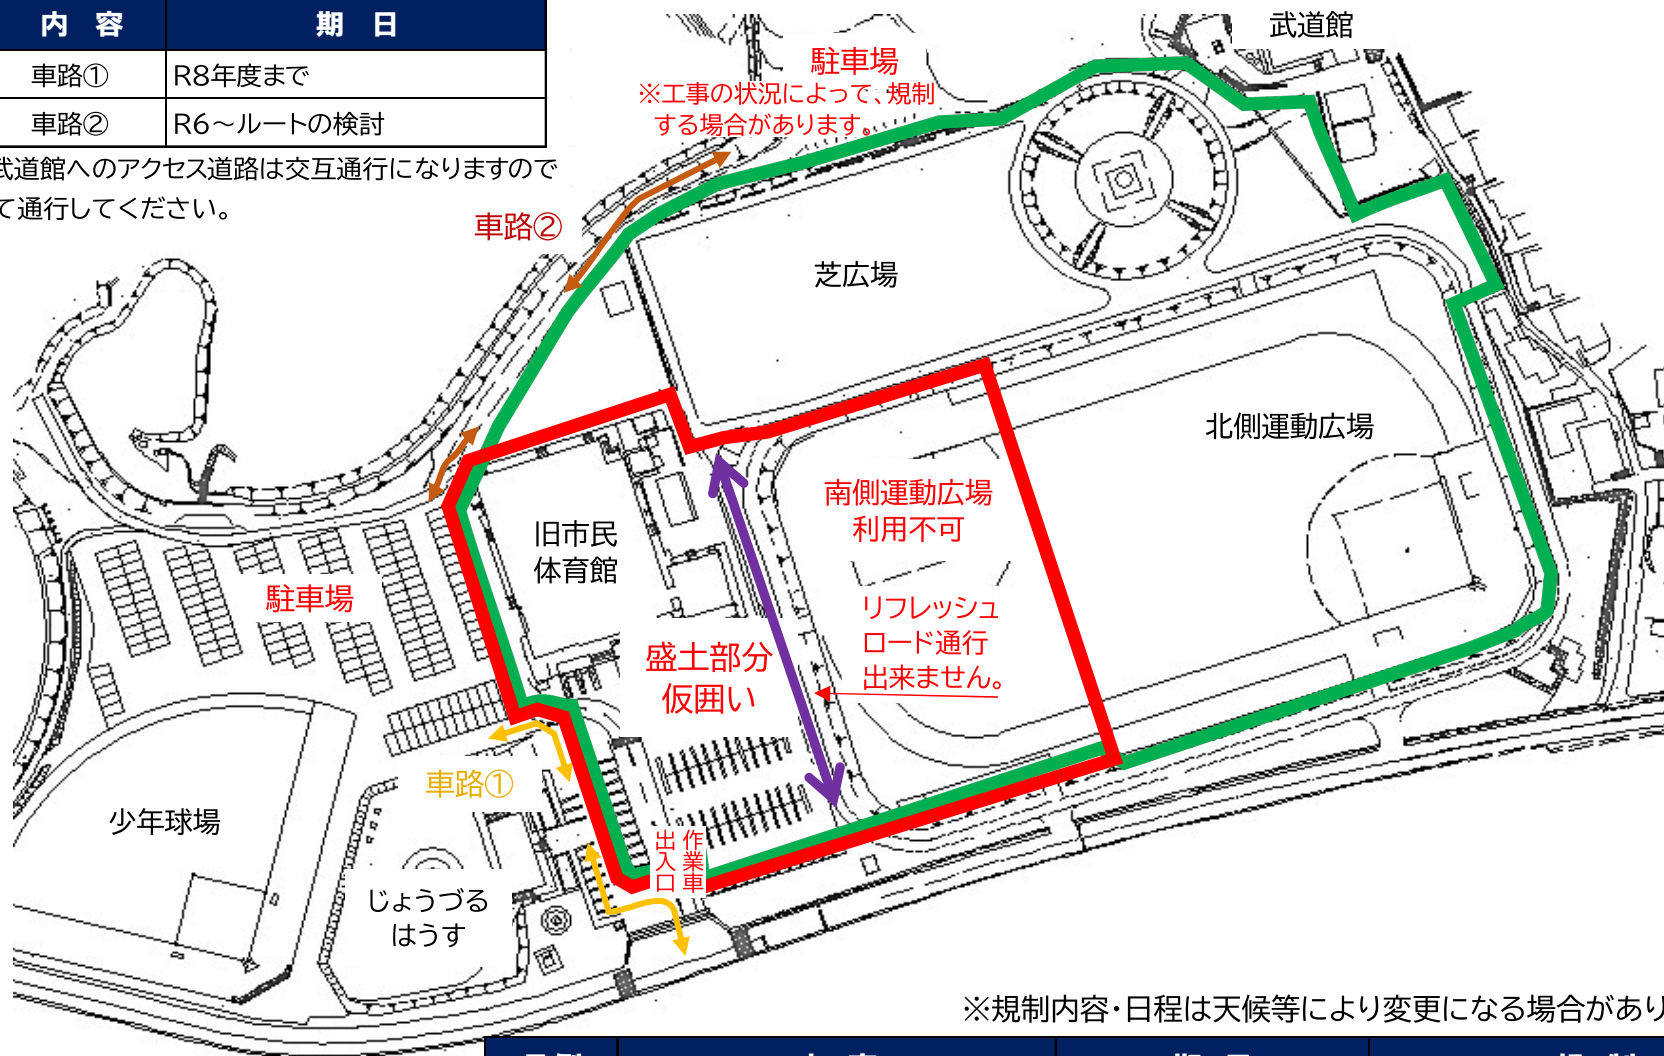 内 容 期 日
車路① R8年度まで
車路② R6～ルートの検討
武道館へのアクセス道路は交互通行になりますので
て通行してください。
武道館
駐車場
※工事の状況によって、規制
する場合があります。
車路②
芝広場
北側運動広場
南側運動広場
利用不可
旧市民
体育館
駐車場
リフレッシュ
ロード通行
出来ません。
盛土部分
仮囲い
車路①
少年球場
作業車
出入口
じょうづる
はうす
※規制内容・日程は天候等により変更になる場合があり